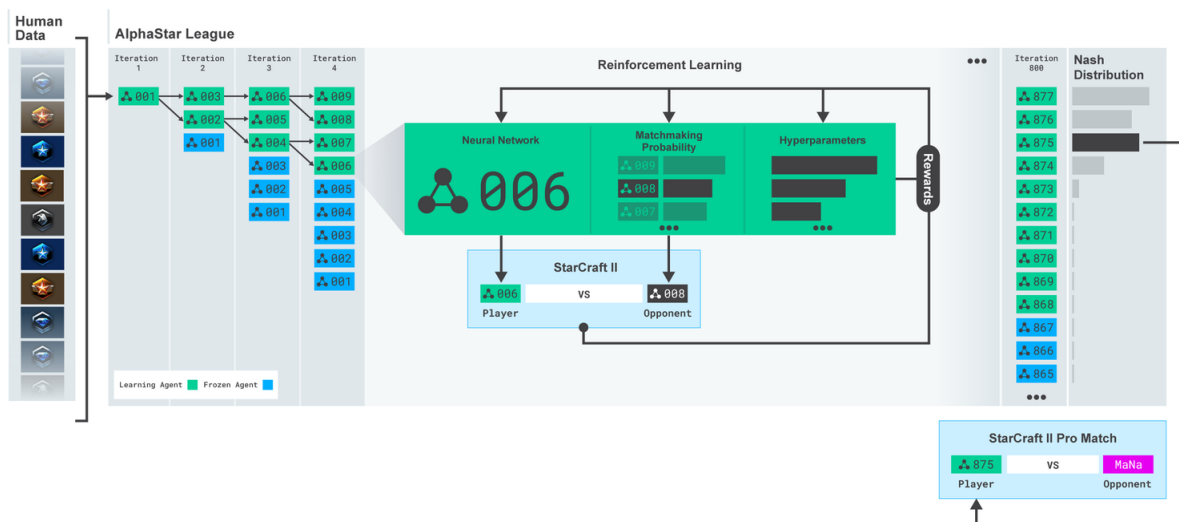 Human
Data
AlphaStar League
Iteration
1
Iteration
2
Iteration
3
Iteration
4
001
003
002
001
006
005
004
003
002
001
009
008
007
006
005
004
003
002
001
Learning Agent
Frozen Agent
Reinforcement Learning
•••
Neural Network
006
Matchmaking
Probability
009
008
007
•••
Hyperparameters
•••
Rewards
StarCraft II
006
VS
008
Player
Opponent
Iteration
800
877
876
875
874
873
872
871
870
869
868
867
866
865
•••
Nash
Distribution
StarCraft II Pro Match
875
VS
MaNa
Player
Opponent